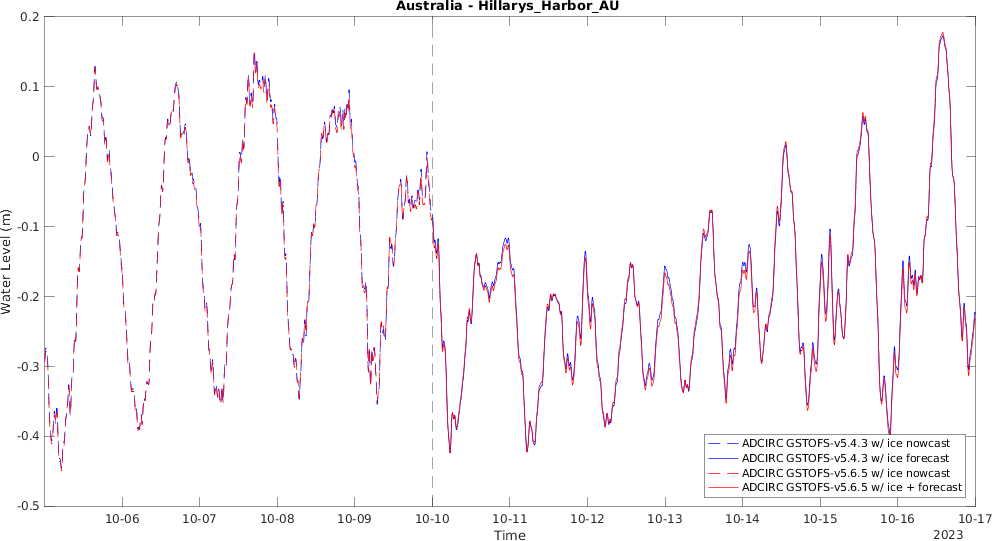 Australia - Hillarys_Harbor_AU
0.2
0.1
0
-0.1
-0.2
-0.3
-0.4
-0.5
Water Level (m)
10-06 10-07 10-08 10-09 10-10 10-11 10-12 10-13 10-14 10-15 10-16 10-17
2023
Time
ADCIRC GSTOFS-v5.4.3 w/ ice nowcast
ADCIRC GSTOFS-v5.4.3 w/ ice forecast
ADCIRC GSTOFS-v5.6.5 w/ ice nowcast
ADCIRC GSTOFS-v5.6.5 w/ ice + forecast